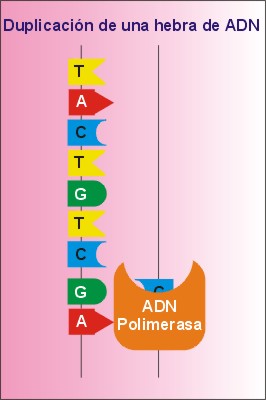 Duplicación de una hebra de ADN
T
A
C
T
G
T
C
G C
A
ADN
Polimerasa